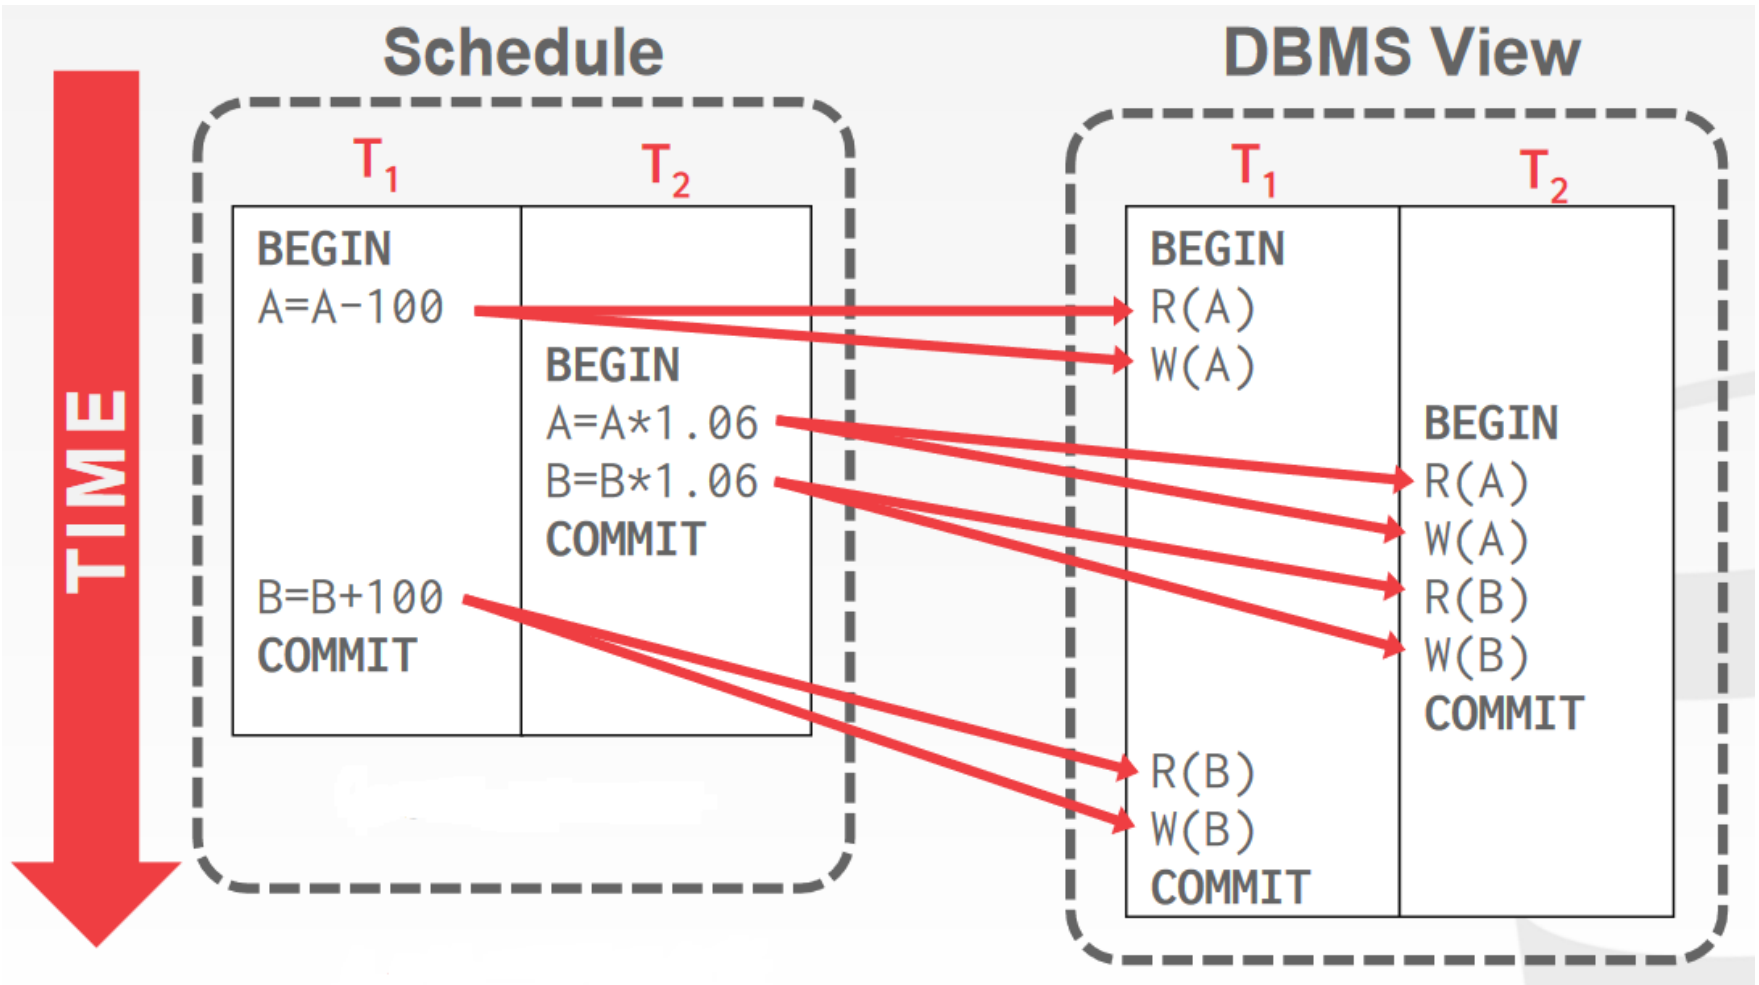 Schedule
DBMS View
TIME
T1
T2
BEGIN
A=A-100
BEGIN
A=A*1.06
B=B*1.06
COMMIT
B=B+100
COMMIT
T1
T2
BEGIN
R(A)
W(A)
BEGIN
R(A)
W(A)
R(B)
W(B)
COMMIT
R(B)
W(B)
COMMIT